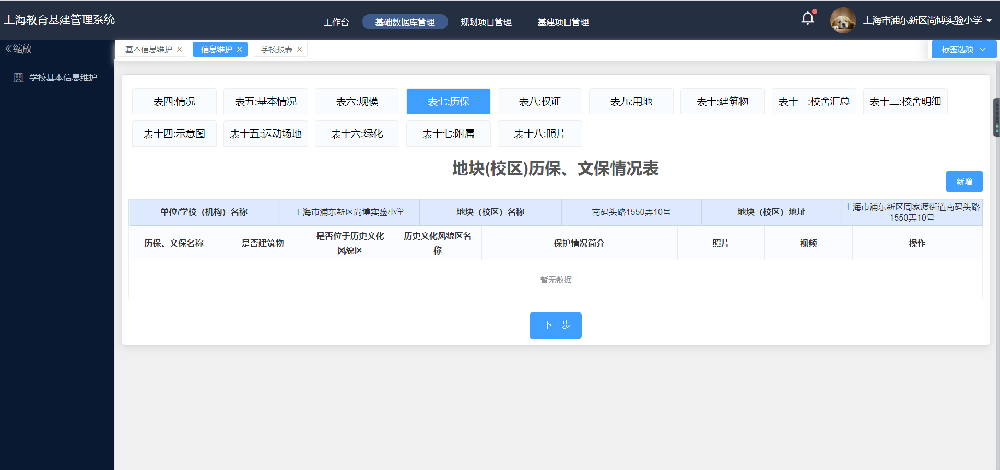 上海教育基建管理系统
工作台
基础数据库管理
规划项目管理
基建项目管理
上海市浦东新区尚博实验小学
缩放
学校基本信息维护
基本信息维护
信息维护
学校报表
标签选项
表四:情况
表五:基本情况
表六:规模
表七:历保
表八:权证
表九:用地
表十:建筑物
表十一:校舍汇总
表十二:校舍明细
表十四:示意图
表十五:运动场地
表十六:绿化
表十七:附属
表十八:照片
地块(校区)历保、文保情况表
新增
单位/学校（机构）名称
上海市浦东新区尚博实验小学
地块（校区）名称
南码头路1550弄10号
地块（校区）地址
上海市浦东新区周家渡街道南码头路
1550弄10号
历保、文保名称
是否建筑物
是否位于历史文化
风貌区
历史文化风貌区名
称
保护情况简介
照片
视频
操作
暂无数据
下一步